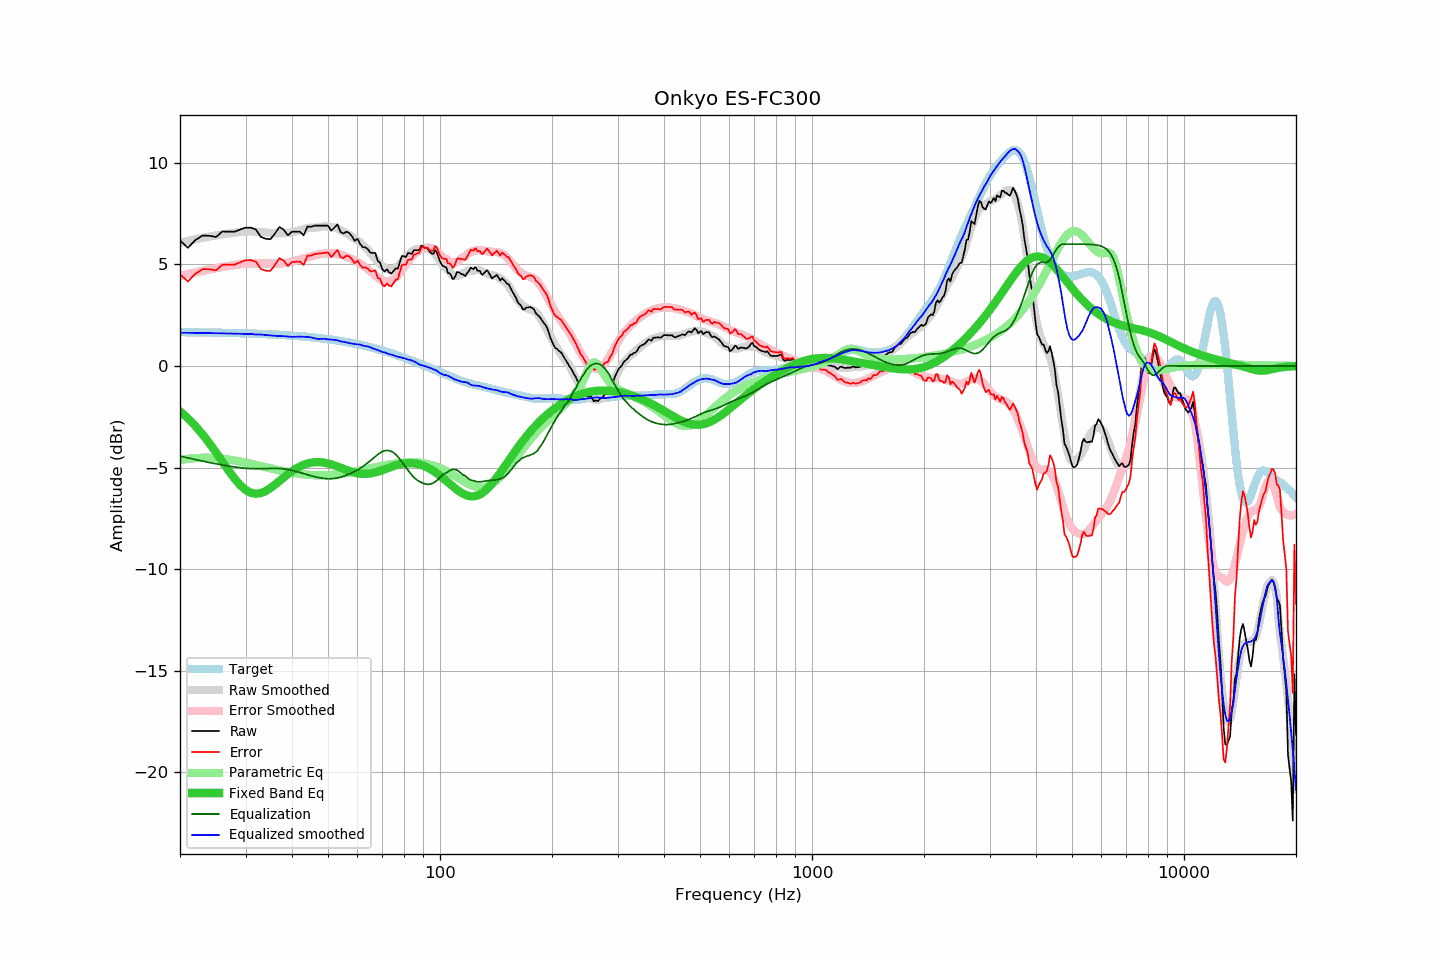 Onkyo ES-FC300
Amplitude (dBr)
10
5
0
−5
−10
−15
−20
Target
Raw Smoothed
Error Smoothed
Raw
Error
Parametric Eq
Fixed Band Eq
Equalization
Equalized smoothed
100 1000 10000
Frequency (Hz)